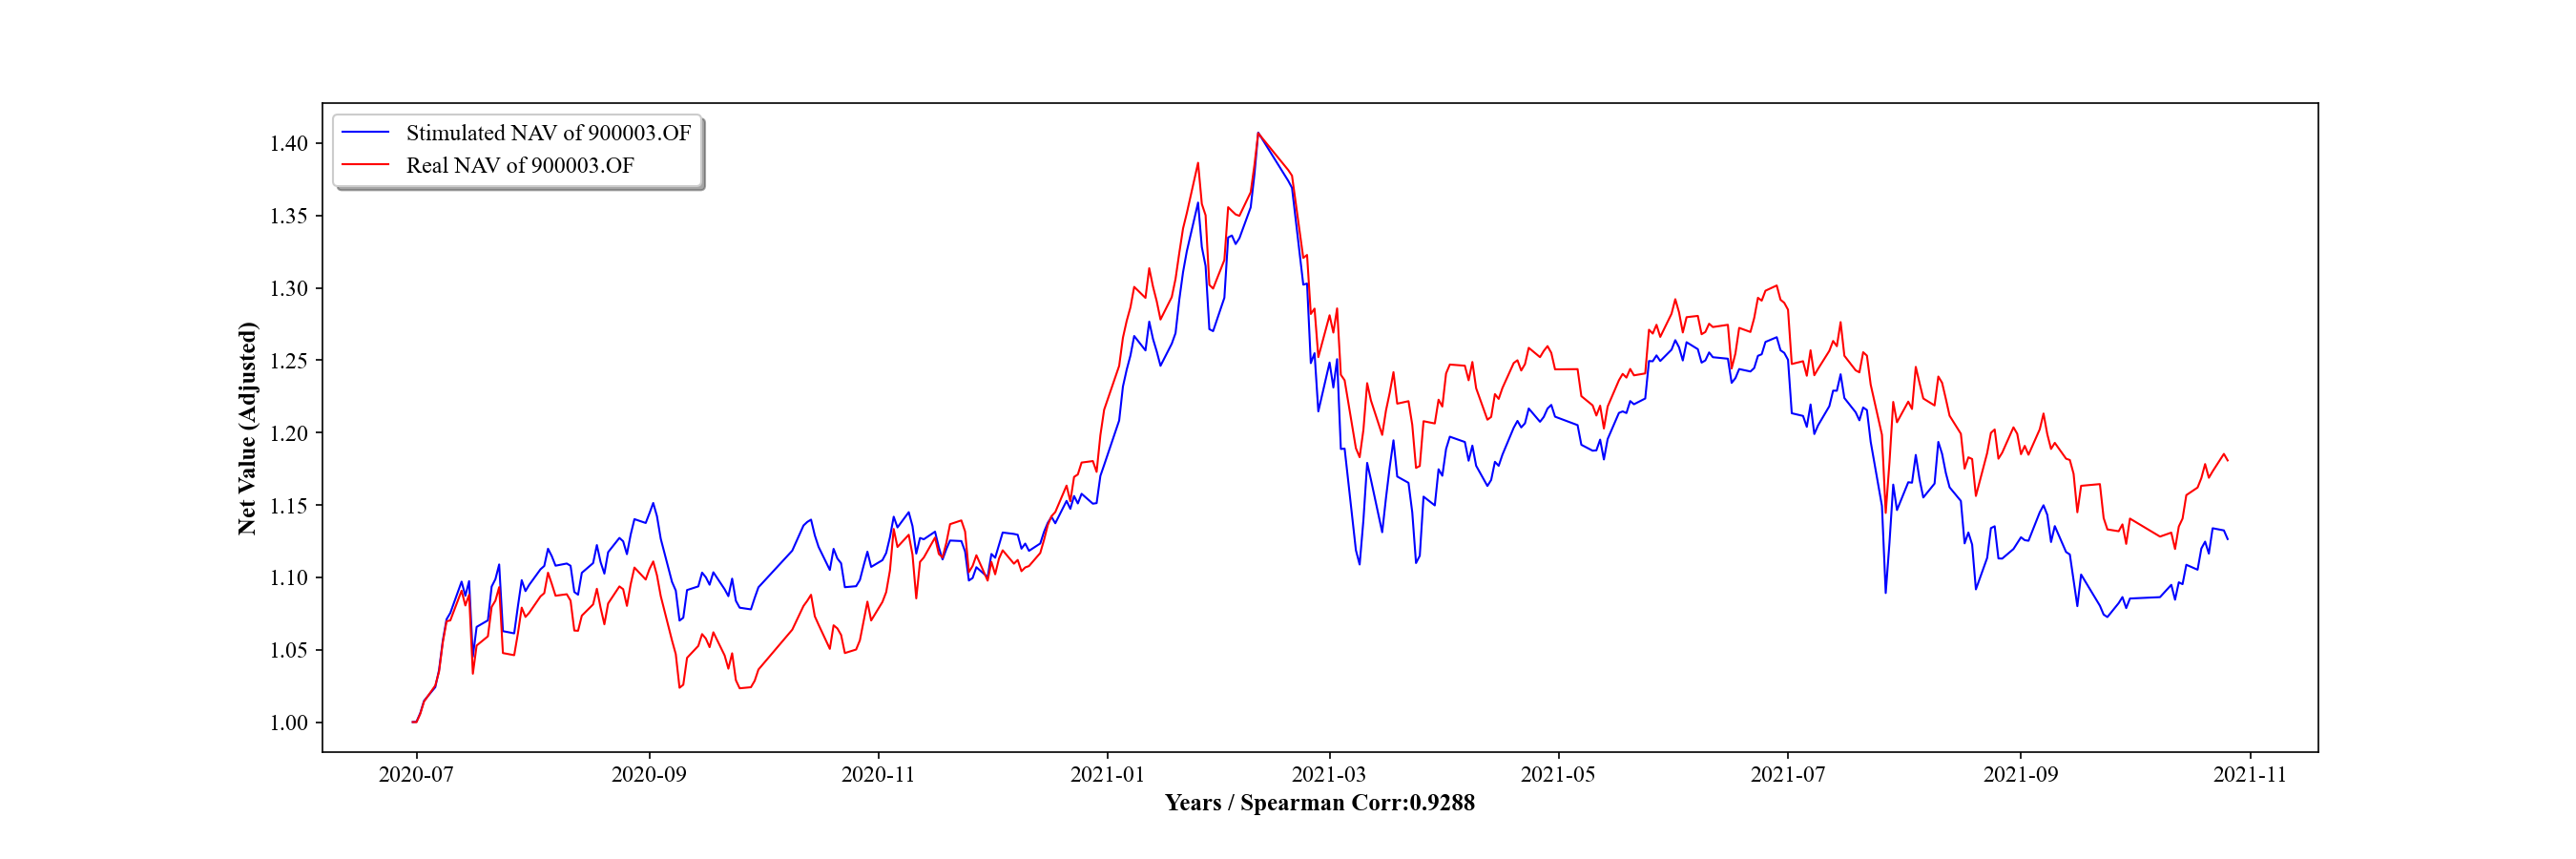 Stimulated NAV of 900003.OF
Real NAV of 900003.OF
Net Value (Adjusted)
1.40
1.35
1.30
1.25
1.20
1.15
1.10
1.05
1.00
2020-07 2020-09 2020-11 2021-01 2021-03 2021-05 2021-07 2021-09 2021-11
Years / Spearman Corr:0.9288